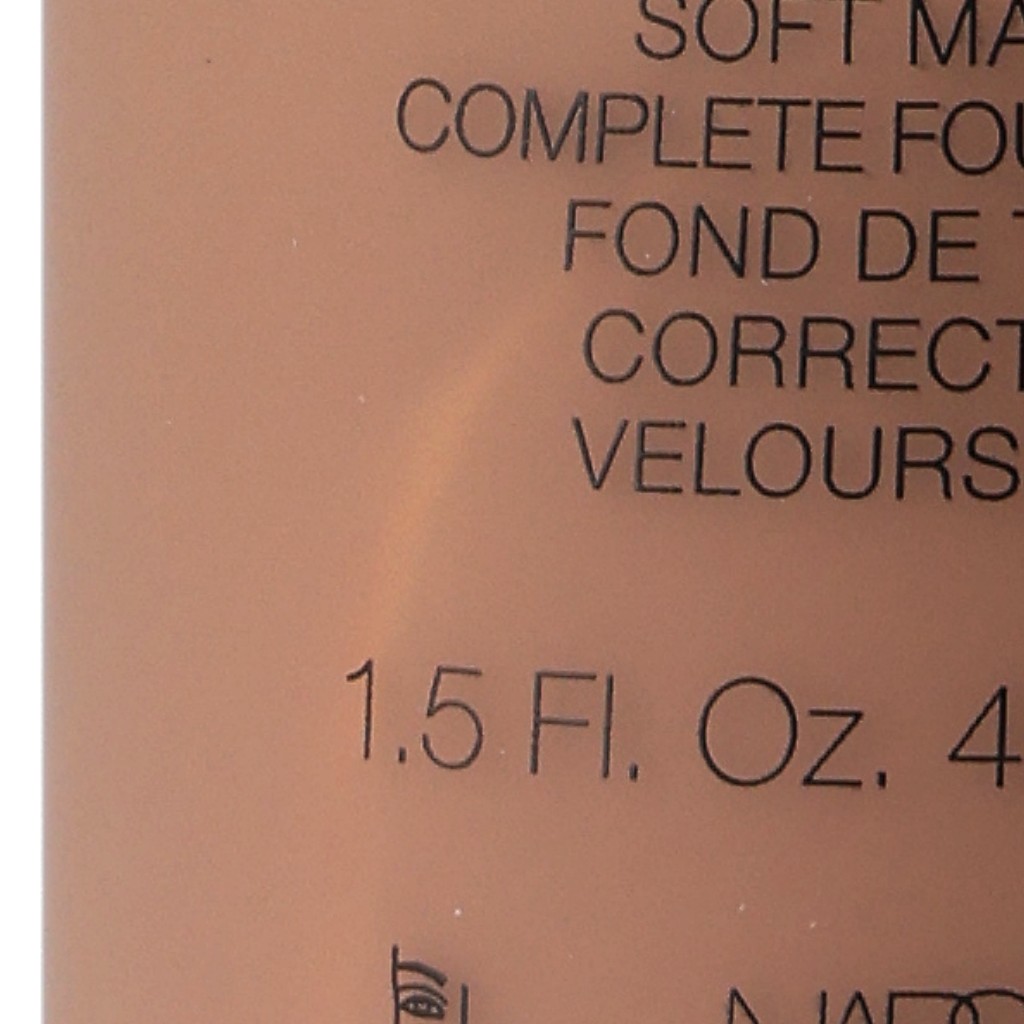 SOFT MA
COMPLETE FOU
FOND DE T
CORRECT
VELOURS
1.5 Fl. Oz. 4